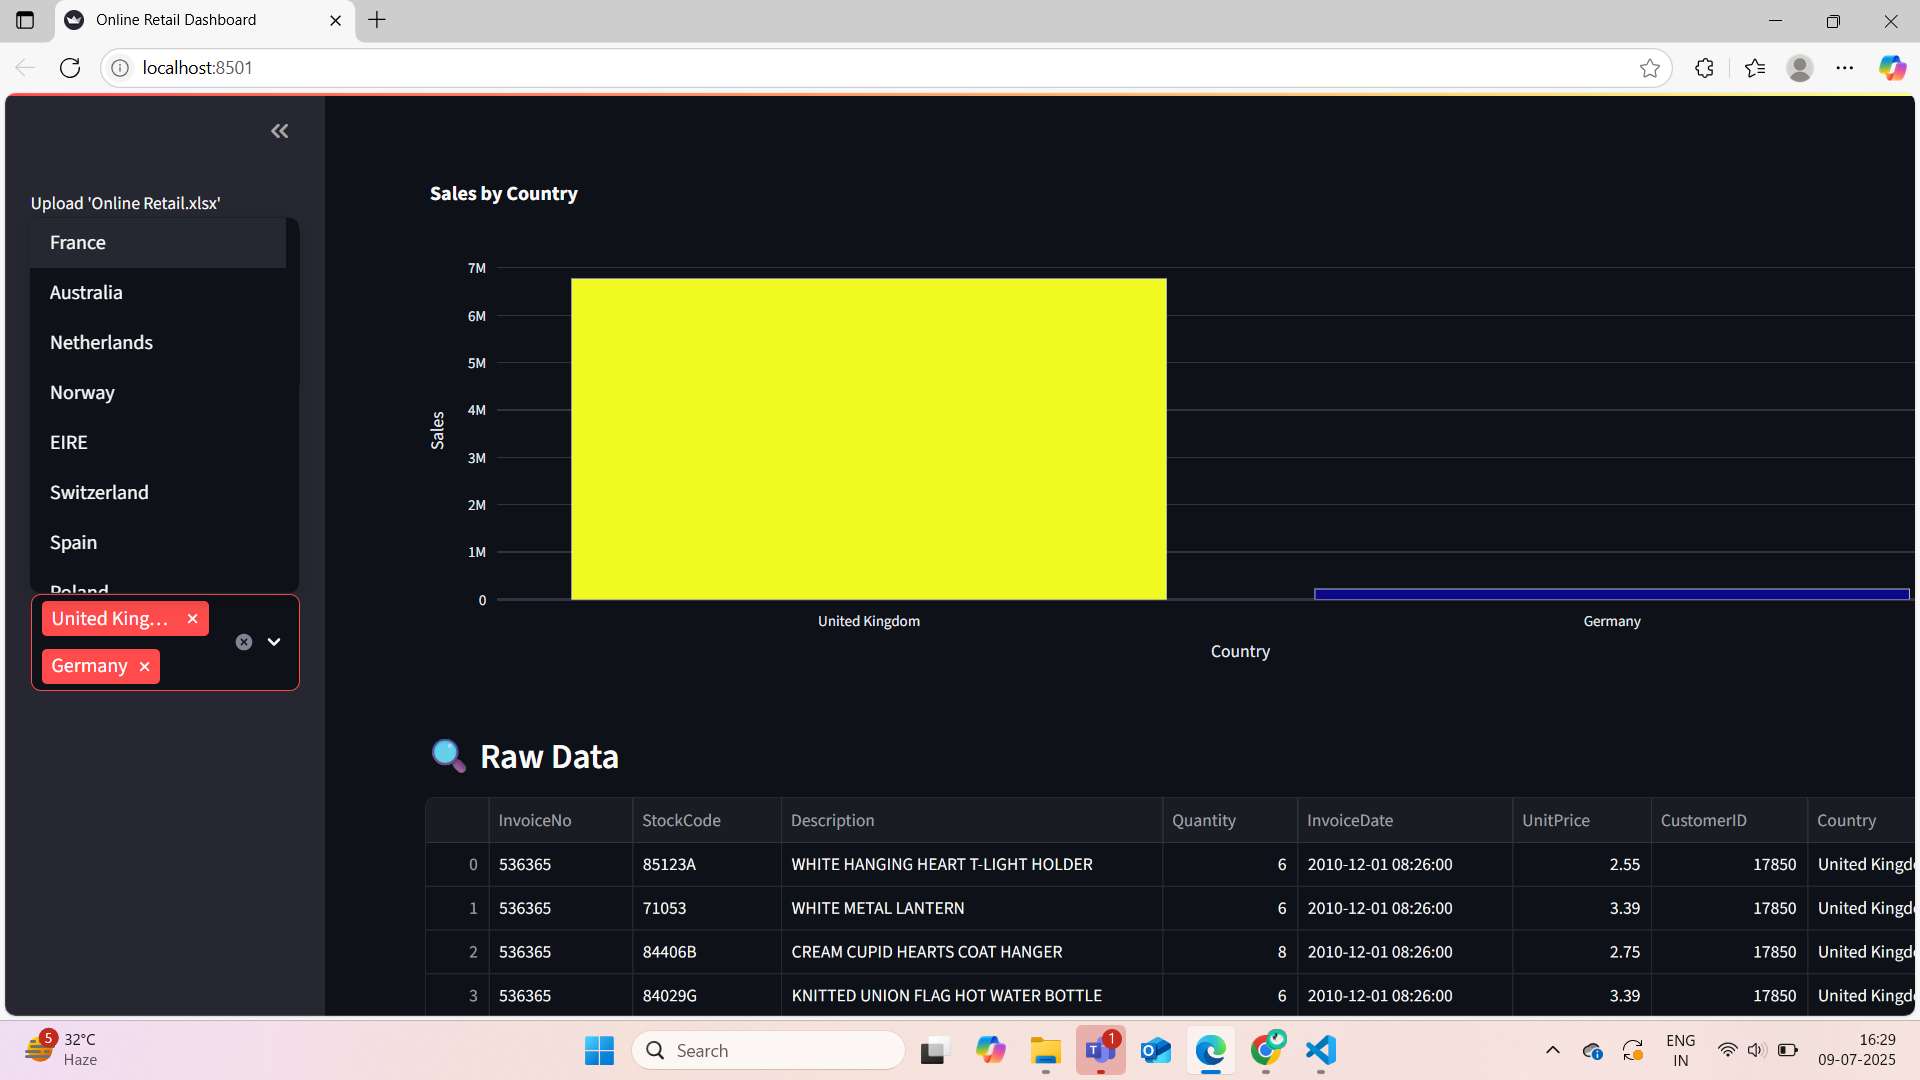 Online Retail Dashboard
localhost:8501
Upload 'Online Retail.xlsx'
France
Australia
Netherlands
Norway
EIRE
Switzerland
Spain
Poland
United King...
Germany
Sales by Country
7M
6M
5M
4M
3M
2M
1M
0
Sales
United Kingdom Germany
Country
Raw Data
InvoiceNo StockCode Description Quantity InvoiceDate UnitPrice CustomerID Country
0 536365 85123A WHITE HANGING HEART T-LIGHT HOLDER 6 2010-12-01 08:26:00 2.55 17850 United Kingd
1 536365 71053 WHITE METAL LANTERN 6 2010-12-01 08:26:00 3.39 17850 United Kingd
2 536365 84406B CREAM CUPID HEARTS COAT HANGER 8 2010-12-01 08:26:00 2.75 17850 United Kingd
3 536365 84029G KNITTED UNION FLAG HOT WATER BOTTLE 6 2010-12-01 08:26:00 3.39 17850 United Kingd
5
32°C
Haze
Search
1
ENG
IN
16:29
09-07-2025